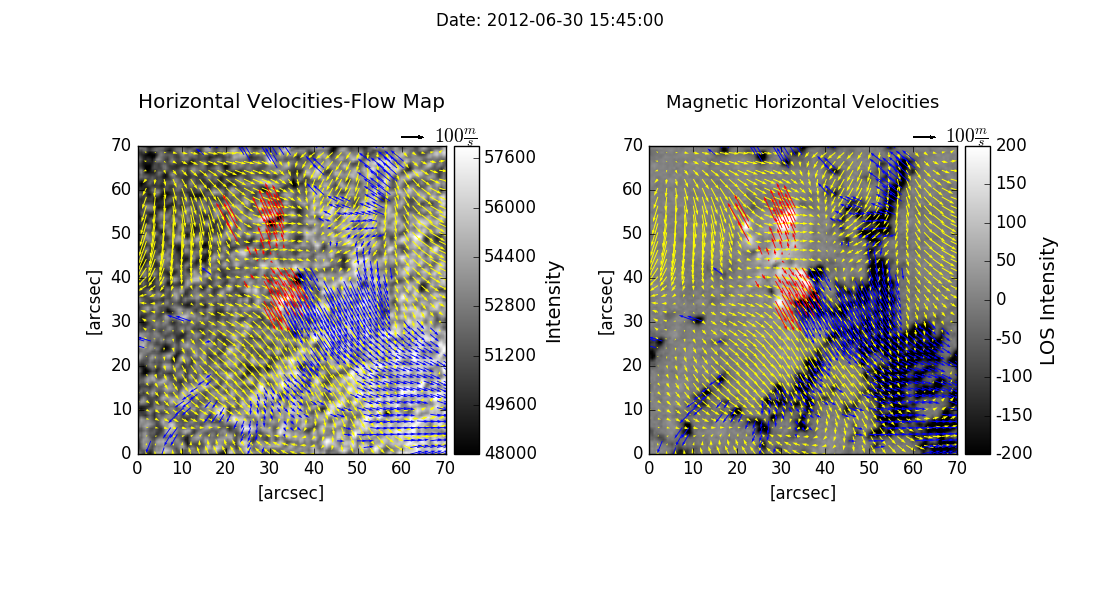 Date: 2012-06-30 15:45:00
Horizontal Velocities-Flow Map
100 m/s
70
60
50
40
30
20
10
0
[arcsec]
0 10 20 30 40 50 60 70
[arcsec]
57600
56000
54400
52800
51200
49600
48000
Intensity
Magnetic Horizontal Velocities
100 m/s
70
60
50
40
30
20
10
0
[arcsec]
0 10 20 30 40 50 60 70
[arcsec]
200
150
100
50
0
-50
-100
-150
-200
LOS Intensity